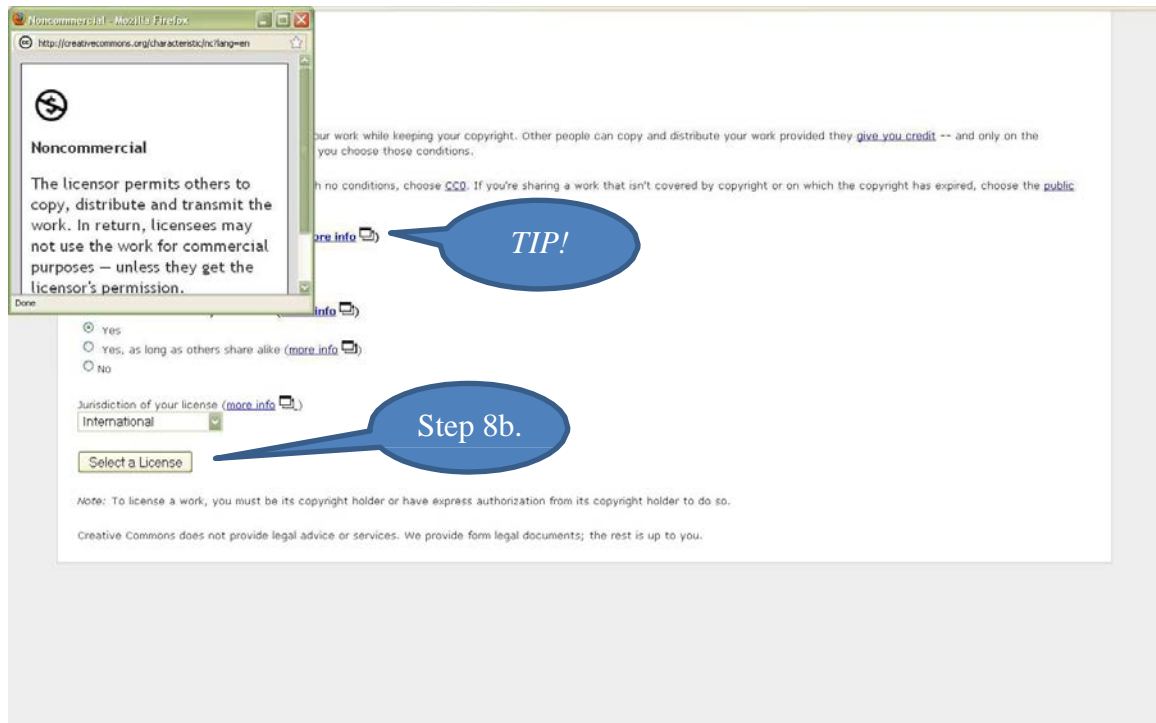 Noncommercial - Mozilla Firefox
http://creativecommons.org/characteristic/nc?lang=en
Noncommercial
The licensor permits others to
copy, distribute and transmit the
work. In return, licensees may
not use the work for commercial
purposes — unless they get the
licensor's permission.
Done
our work while keeping your copyright. Other people can copy and distribute your work provided they give you credit -- and only on the
you choose those conditions.
h no conditions, choose CC0. If you're sharing a work that isn't covered by copyright or on which the copyright has expired, choose the public
ore info)
TIP!
info)
Yes
Yes, as long as others share alike (more info)
No
Jurisdiction of your license (more info)
International
Step 8b.
Select a License
Note: To license a work, you must be its copyright holder or have express authorization from its copyright holder to do so.
Creative Commons does not provide legal advice or services. We provide form legal documents; the rest is up to you.